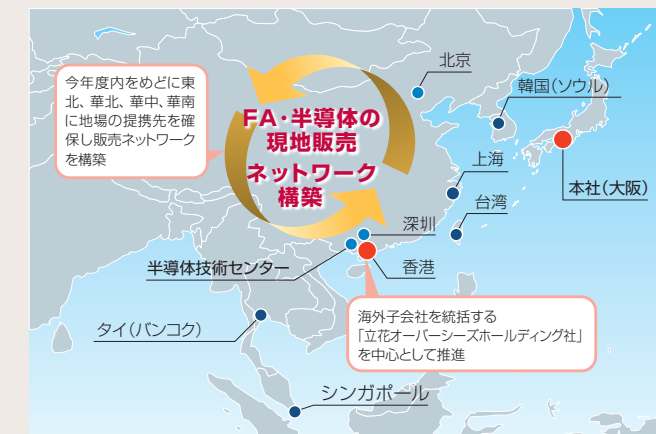 今年度内をめどに東
北、華北、華中、華南
に地場の提携先を確
保し販売ネットワーク
を構築
FA・半導体の
現地販売
ネットワーク
構築
北京
韓国（ソウル）
上海
本社（大阪）
台湾
深圳
半導体技術センター
香港
タイ（バンコク）
海外子会社を統括する
「立花オーバーシーズホールディング社」
を中心として推進
シンガポール